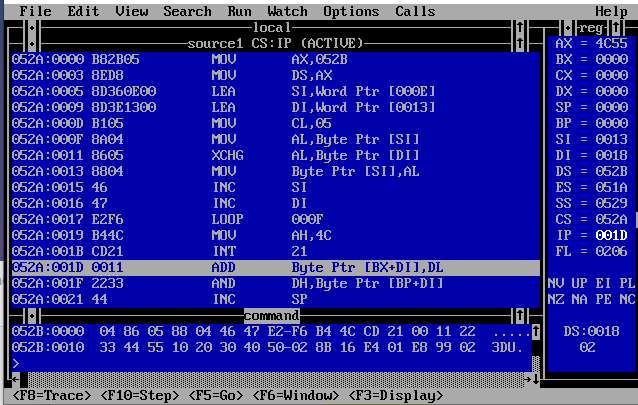 File Edit View Search Run Watch Options Calls Help
local
reg
source1 CS:IP (ACTIVE)
052A:0000 B82B05 MOV AX,052B
052A:0003 8ED8 MOV DS,AX
052A:0005 8D360E00 LEA SI,Word Ptr [000E]
052A:0009 8D3E1300 LEA DI,Word Ptr [0013]
052A:000D B105 MOV CL,05
052A:000F 8A04 MOV AL,Byte Ptr [SI]
052A:0011 8605 XCHG AL,Byte Ptr [DI]
052A:0013 8804 MOV Byte Ptr [SI],AL
052A:0015 46 INC SI
052A:0016 47 INC DI
052A:0017 E2F6 LOOP 000F
052A:0019 B44C MOV AH,4C
052A:001B CD21 INT 21
052A:001D 0011 ADD Byte Ptr [BX+DI],DL
052A:001F 2233 AND DH,Byte Ptr [BP+DI]
052A:0021 44 INC SP
AX = 4C55
BX = 0000
CX = 0000
DX = 0000
SP = 0000
BP = 0000
SI = 0013
DI = 0018
DS = 052B
ES = 051A
SS = 0529
CS = 052A
IP = 001D
FL = 0206
NV UP EI PL
NZ NA PE NC
DS:0018
02
command
052B:0000 04 86 05 88 04 46 47 E2-F6 B4 4C CD 21 00 11 22 .....
052B:0010 33 44 55 10 20 30 40 50-02 8B 16 E4 01 E8 99 02 3DU.
>
<F8=Trace> <F10=Step> <F5=Go> <F6=Window> <F3=Display>